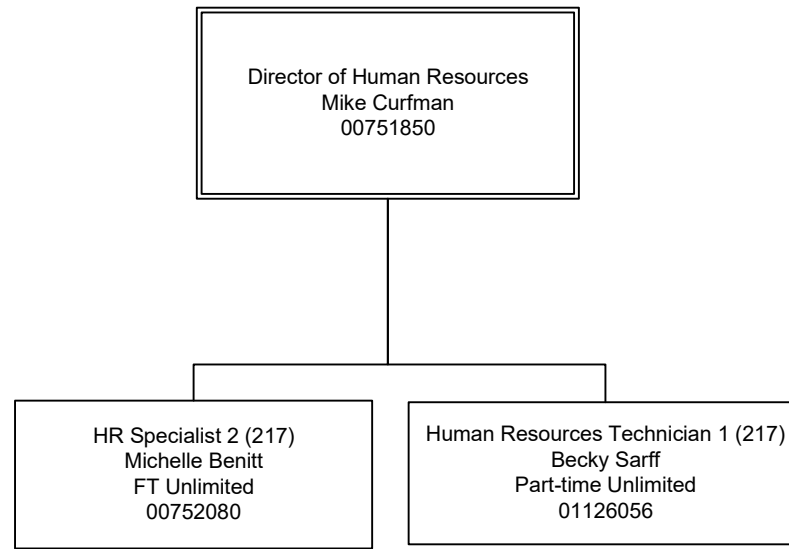 Director of Human Resources
Mike Curfman
00751850
HR Specialist 2 (217)
Michelle Benitt
FT Unlimited
00752080
Human Resources Technician 1 (217)
Becky Sarff
Part-time Unlimited
01126056